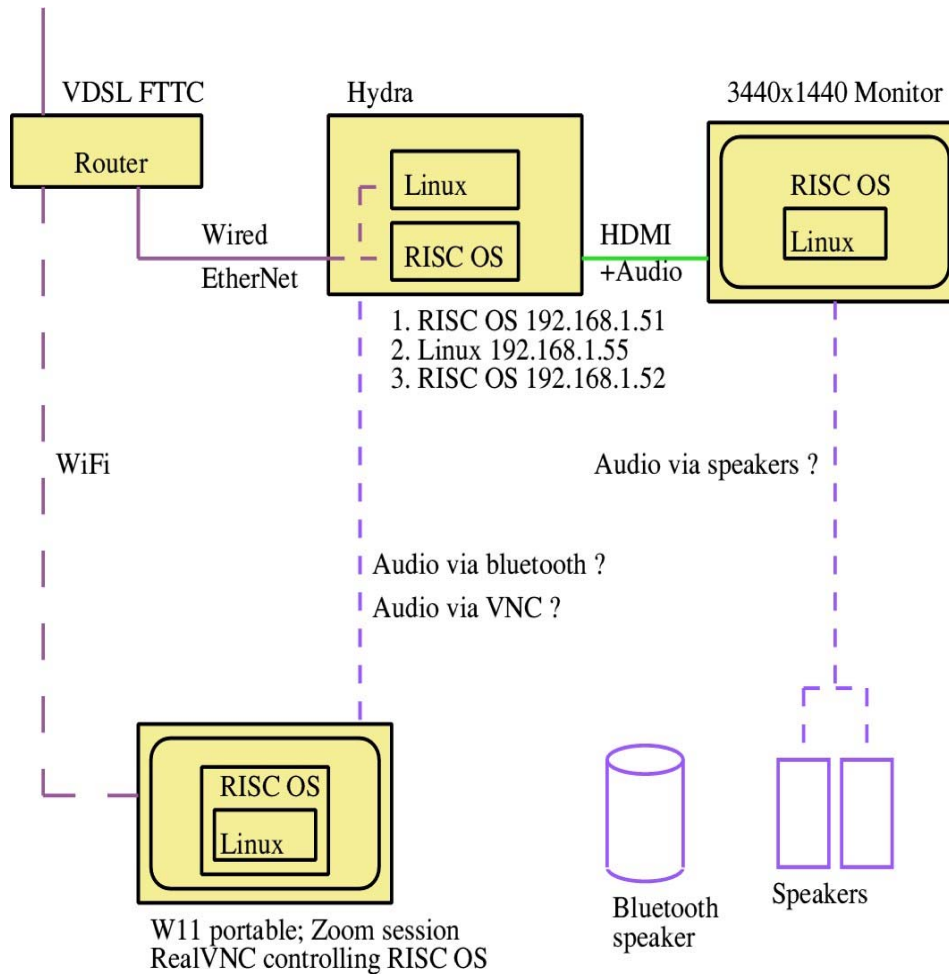 VDSL FTTC
Hydra
3440x1440 Monitor
Router
Linux
RISC OS
RISC OS
Linux
Wired
EtherNet
HDMI
+Audio
1. RISC OS 192.168.1.51
2. Linux 192.168.1.55
3. RISC OS 192.168.1.52
WiFi
Audio via speakers ?
Audio via bluetooth ?
Audio via VNC ?
RISC OS
Linux
Bluetooth
speaker
Speakers
W11 portable; Zoom session
RealVNC controlling RISC OS